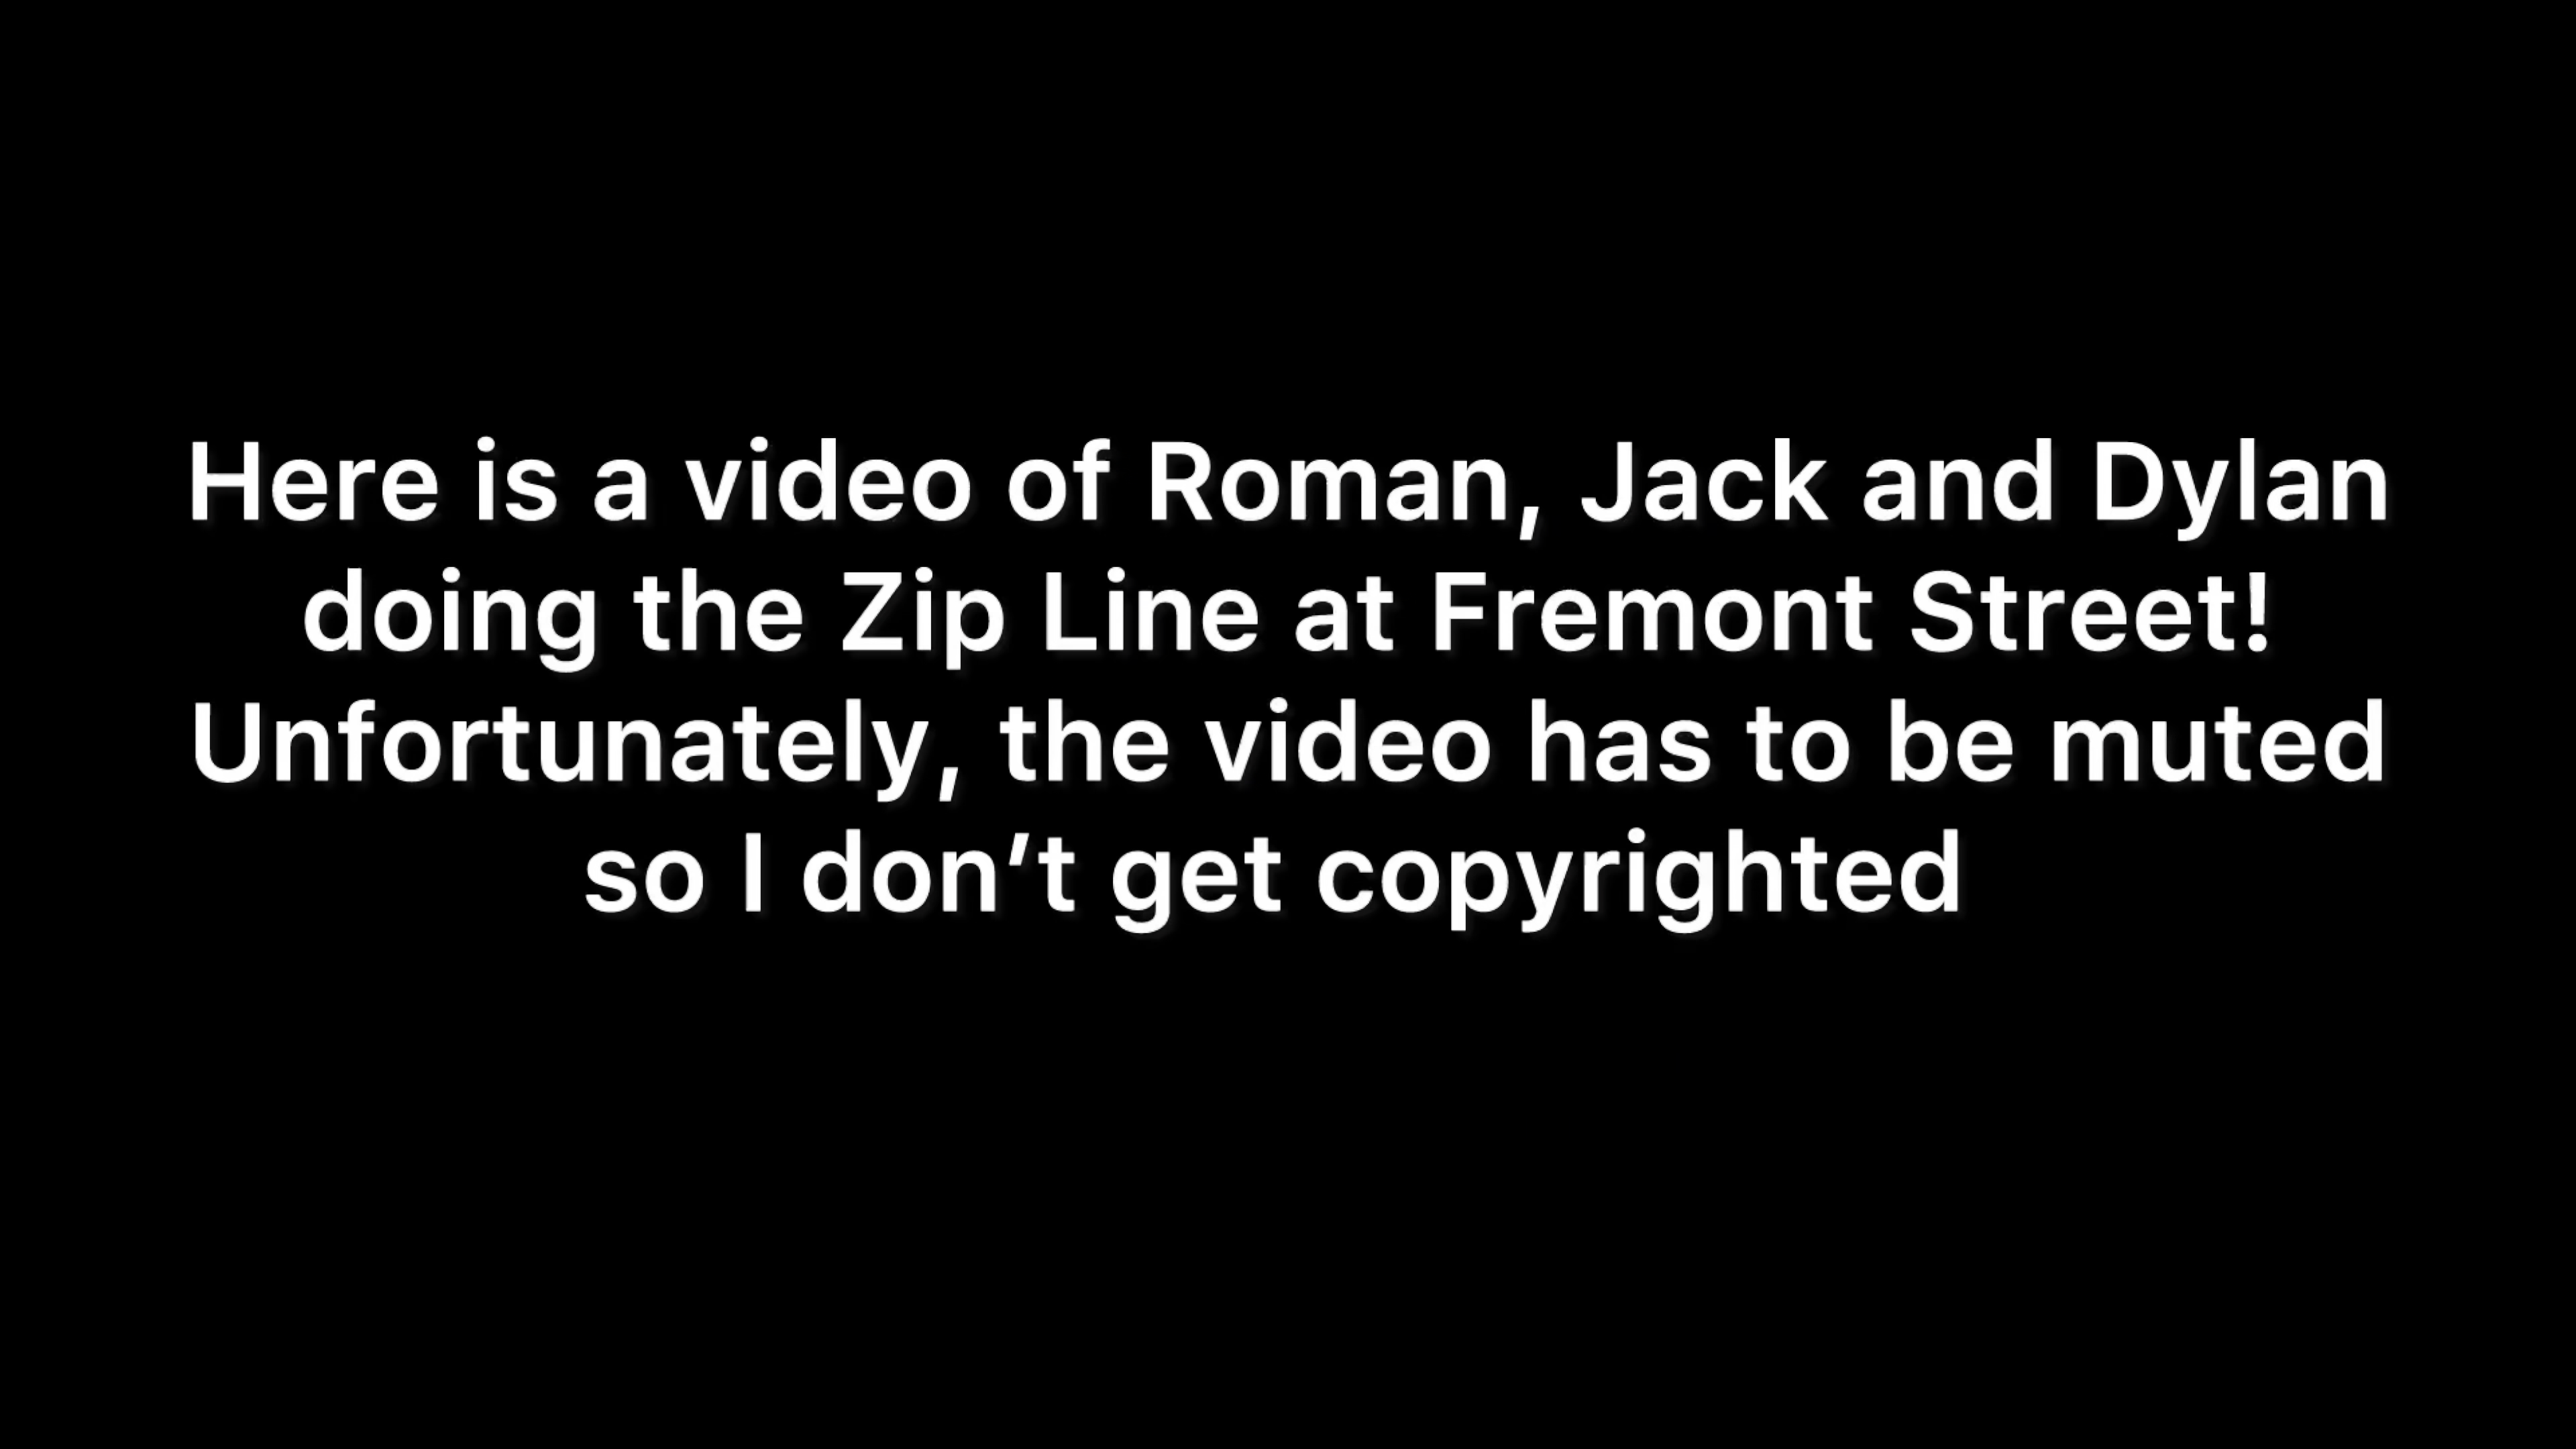 Here is a video of Roman, Jack and Dylan
doing the Zip Line at Fremont Street!
Unfortunately, the video has to be muted
so I don’t get copyrighted